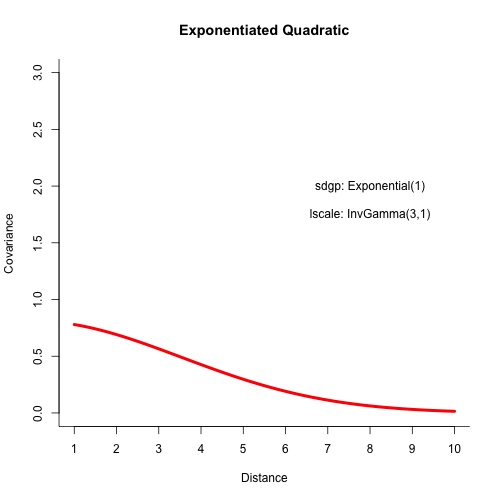 Exponentiated Quadratic
3.0
2.5
2.0
1.5
1.0
0.5
0.0
Covariance
sdgp: Exponential(1)
lscale: InvGamma(3,1)
1 2 3 4 5 6 7 8 9 10
Distance